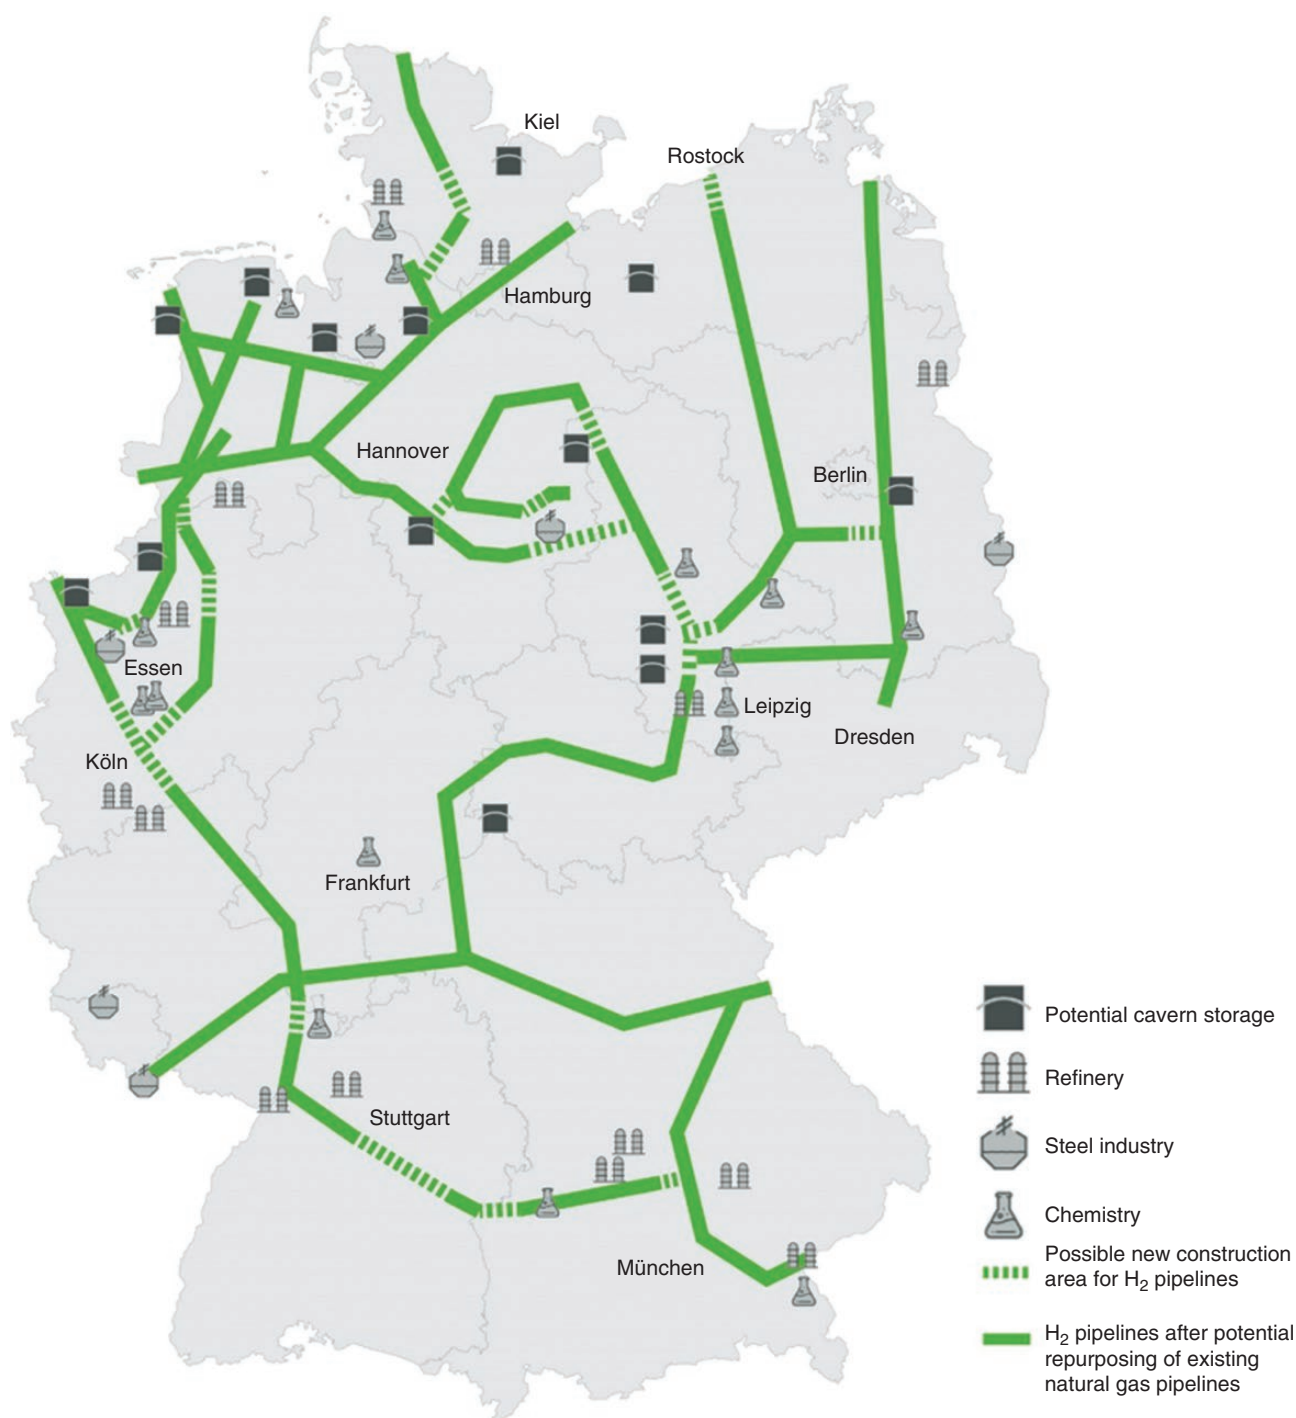 Kiel
Rostock
Hamburg
Hannover
Berlin
Essen
Leipzig
Dresden
Köln
Frankfurt
Stuttgart
München
Potential cavern storage
Refinery
Steel industry
Chemistry
Possible new construction
area for H₂ pipelines
H₂ pipelines after potential
repurposing of existing
natural gas pipelines